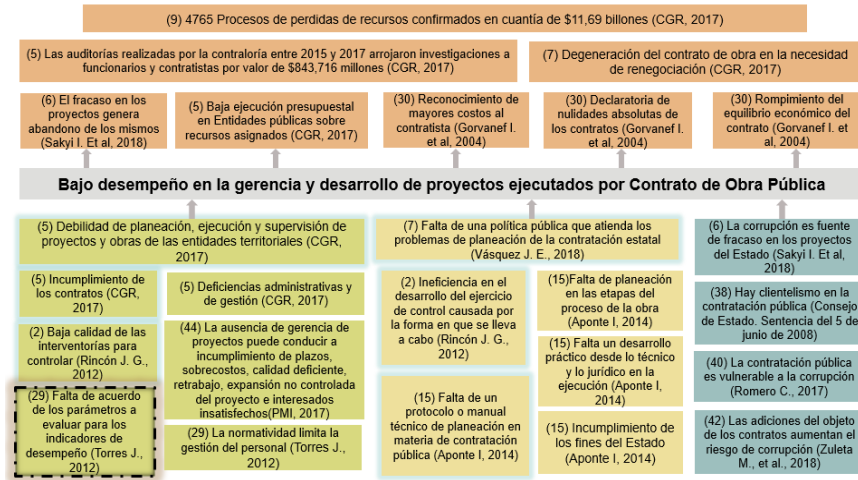 (9) 4765 Procesos de perdidas de recursos confirmados en cuantía de $11,69 billones (CGR, 2017)
(5) Las auditorías realizadas por la contraloría entre 2015 y 2017 arrojaron investigaciones a
funcionarios y contratistas por valor de $843,716 millones (CGR, 2017)
(7) Degeneración del contrato de obra en la necesidad
de renegociación (CGR, 2017)
(6) El fracaso en los
proyectos genera
abandono de los mismos
(Sakyi I. Et al, 2018)
(5) Baja ejecución presupuestal
en Entidades públicas sobre
recursos asignados (CGR, 2017)
(30) Reconocimiento de
mayores costos al
contratista (Gorvanef I.
et al, 2004)
(30) Declaratoria de
nulidades absolutas de
los contratos (Gorvanef I.
et al, 2004)
(30) Rompimiento del
equilibrio económico del
contrato (Gorvanef I. et
al, 2004)
Bajo desempeño en la gerencia y desarrollo de proyectos ejecutados por Contrato de Obra Pública
(5) Debilidad de planeación, ejecución y supervisión de
proyectos y obras de las entidades territoriales (CGR,
2017)
(5) Incumplimiento de
los contratos (CGR,
2017)
(2) Baja calidad de las
interventorías para
controlar (Rincón J. G.,
2012)
(29) Falta de acuerdo
de los parámetros a
evaluar para los
indicadores de
desempeño (Torres J.,
2012)
(5) Deficiencias administrativas y
de gestión (CGR, 2017)
(44) La ausencia de gerencia de
proyectos puede conducir a
incumplimiento de plazos,
sobrecostos, calidad deficiente,
retrabajo, expansión no controlada
del proyecto e interesados
insatisfechos(PMI, 2017)
(29) La normatividad limita la
gestión del personal (Torres J.,
2012)
(7) Falta de una política pública que atienda los
problemas de planeación de la contratación estatal
(Vásquez J. E., 2018)
(2) Ineficiencia en el
desarrollo del ejercicio
de control causada por
la forma en que se lleva
a cabo (Rincón J. G.,
2012)
(15) Falta de un
protocolo o manual
técnico de planeación en
materia de contratación
pública (Aponte I, 2014)
(15)Falta de planeación
en las etapas del
proceso de la obra
(Aponte I, 2014)
(15) Falta un desarrollo
práctico desde lo técnico
y lo jurídico en la
ejecución (Aponte I,
2014)
(15) Incumplimiento de
los fines del Estado
(Aponte I, 2014)
(6) La corrupción es fuente
de fracaso en los proyectos
del Estado (Sakyi I. Et al,
2018)
(38) Hay clientelismo en la
contratación pública (Consejo
de Estado. Sentencia del 5 de
junio de 2008)
(40) La contratación pública
es vulnerable a la corrupción
(Romero C., 2017)
(42) Las adiciones del objeto
de los contratos aumentan el
riesgo de corrupción (Zuleta
M., et al., 2018)